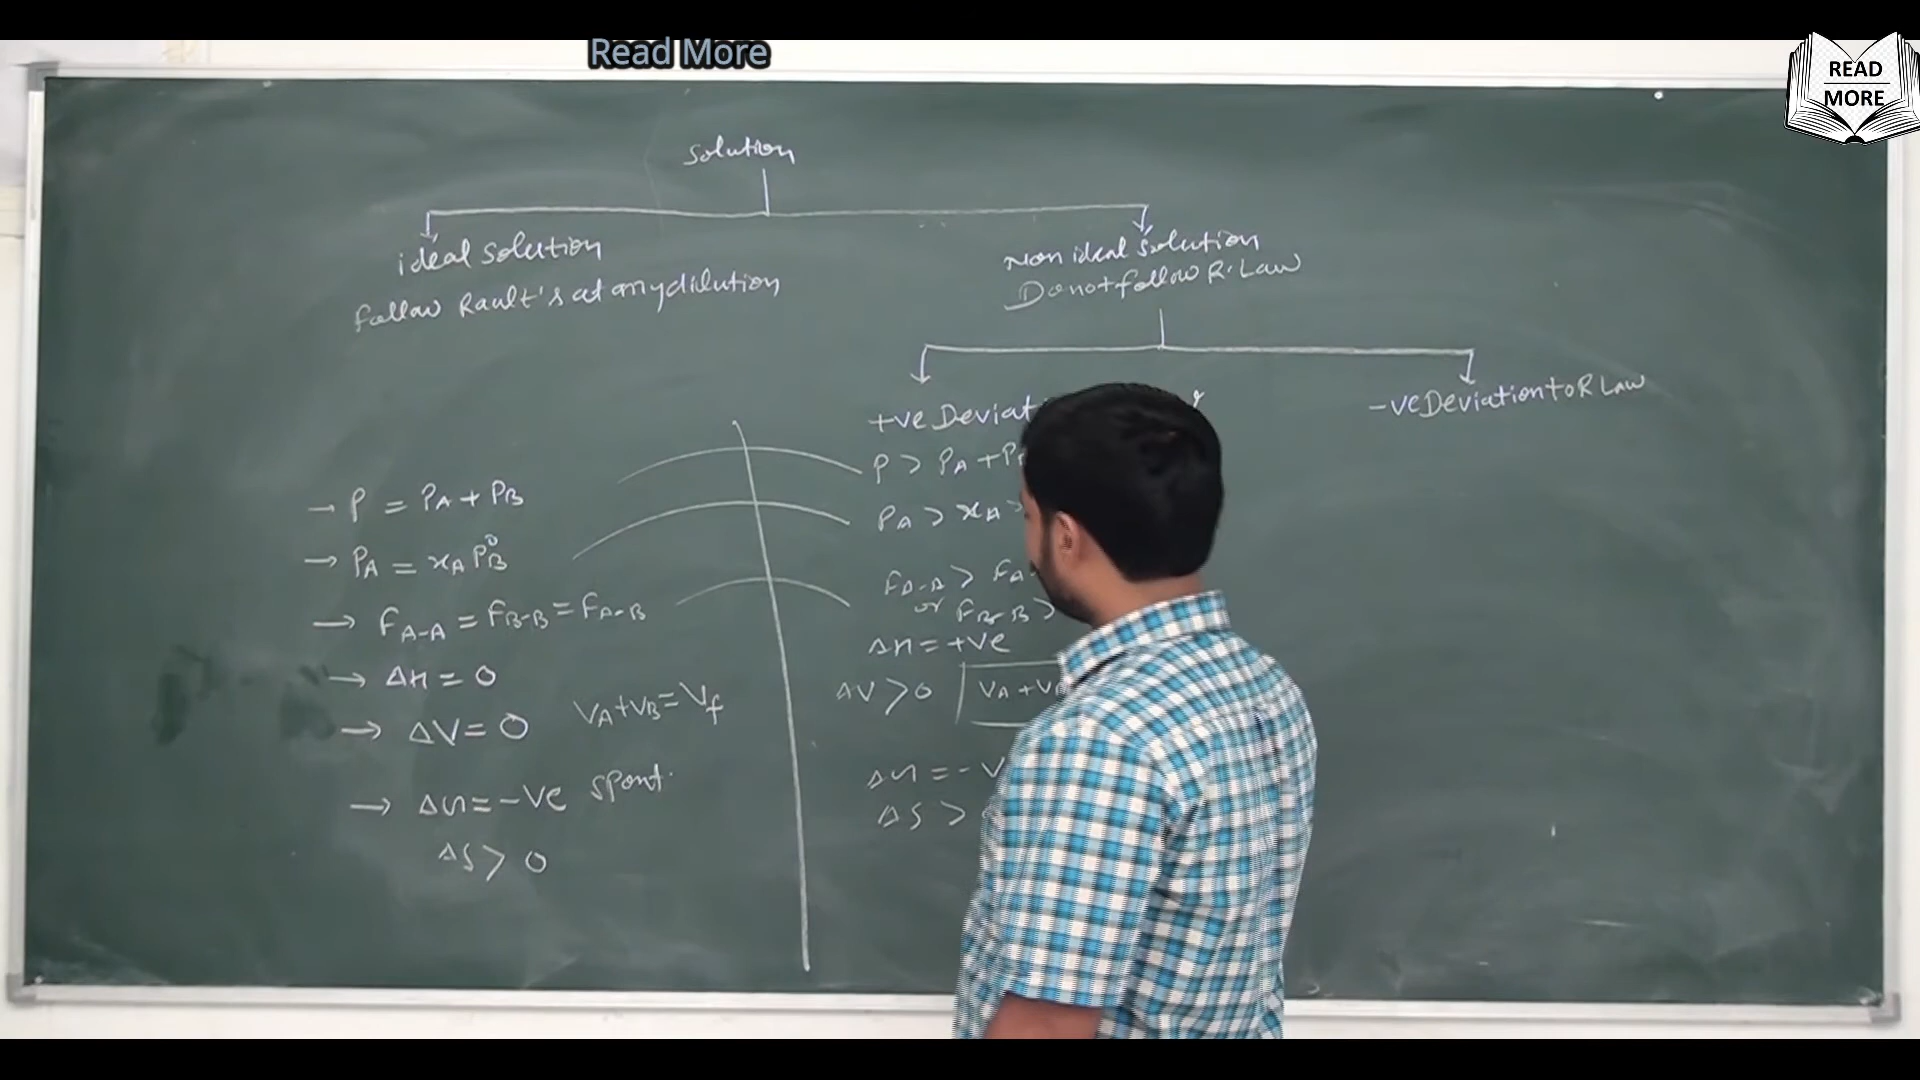 Read More
READ
MORE
Solution
ideal solution
follow Rault's at any dilution
Non ideal solution
Do not follow R. Law
+ve Deviati
-ve Deviation to R Law
→ P = PA + PB
→ PA = xA P°B
→ FA-A = FB-B = FA-B
→ ΔH = 0
→ ΔV = 0 VA+VB = Vf
→ ΔG = -ve spont.
ΔS > 0
P > PA + P
PA > xA
FA-A > FA-
or FB-B >
ΔH = +ve
ΔV > 0 VA + V
ΔG = -v
ΔS >